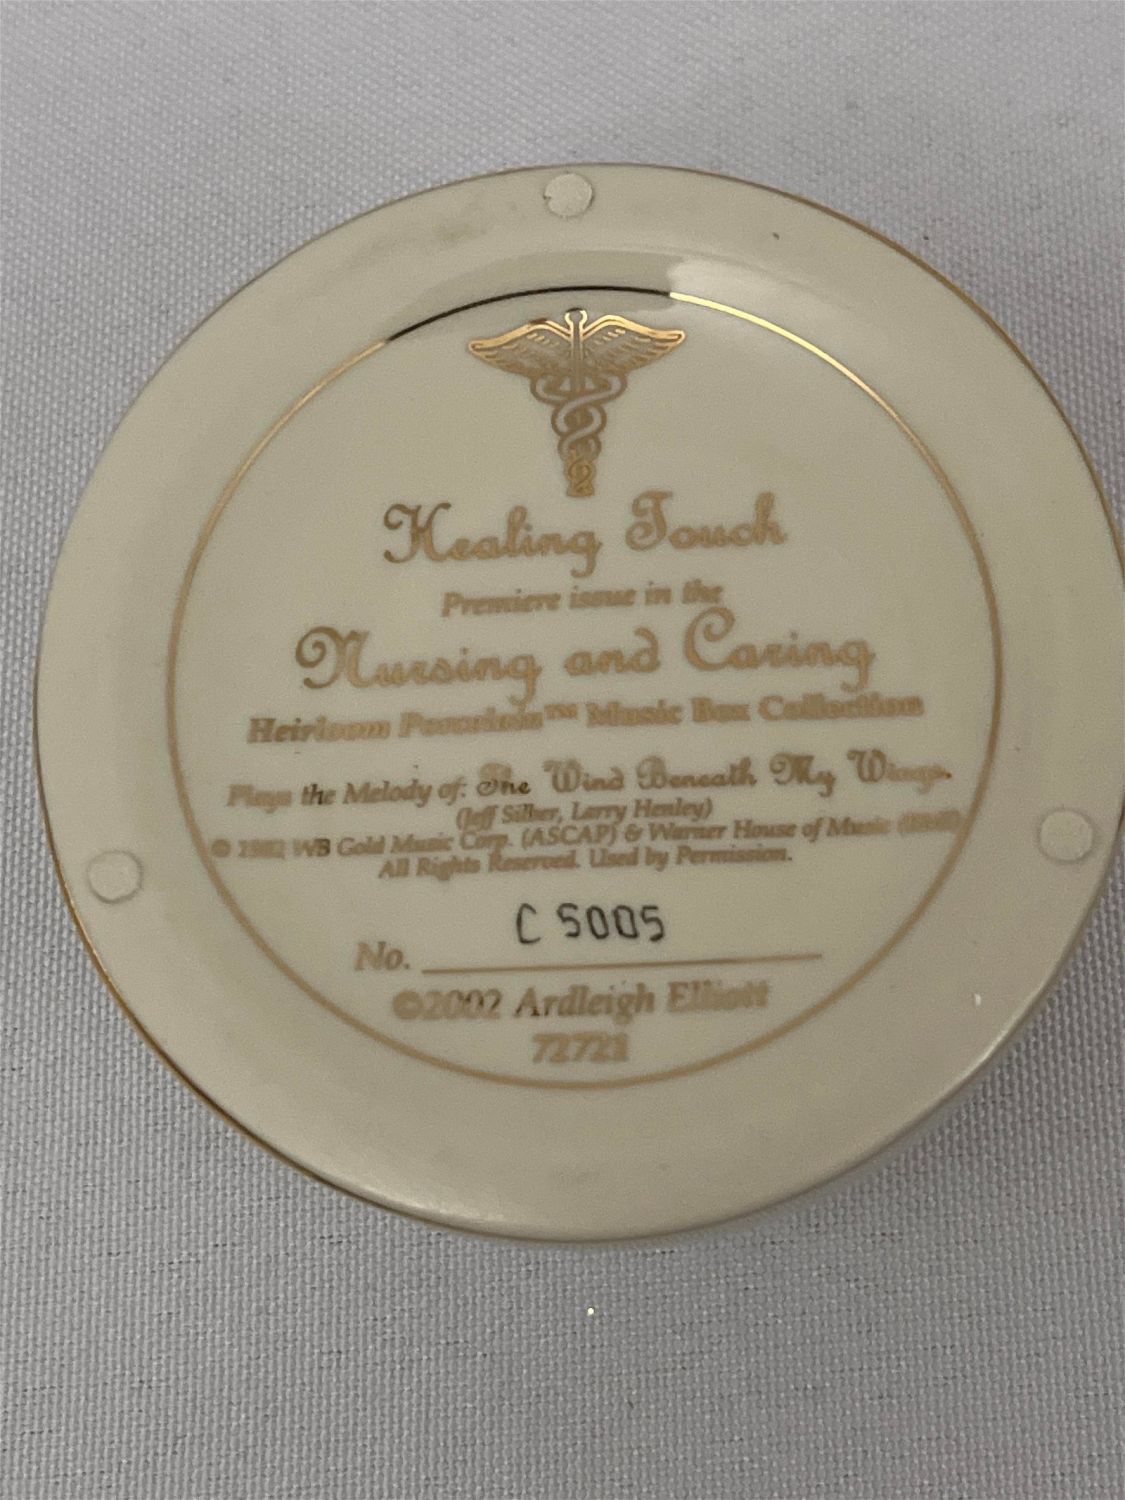 Healing Touch
Premiere issue in the
Nursing and Caring
Heirloom Porcelain™ Music Box Collection
Plays the Melody of: The Wind Beneath My Wings.
(Jeff Silber, Larry Henley)
© 1982 WB Gold Music Corp. (ASCAP) & Warner House of Music (BMI)
All Rights Reserved. Used by Permission.
C 5005
No.
©2002 Ardleigh Elliott
72721